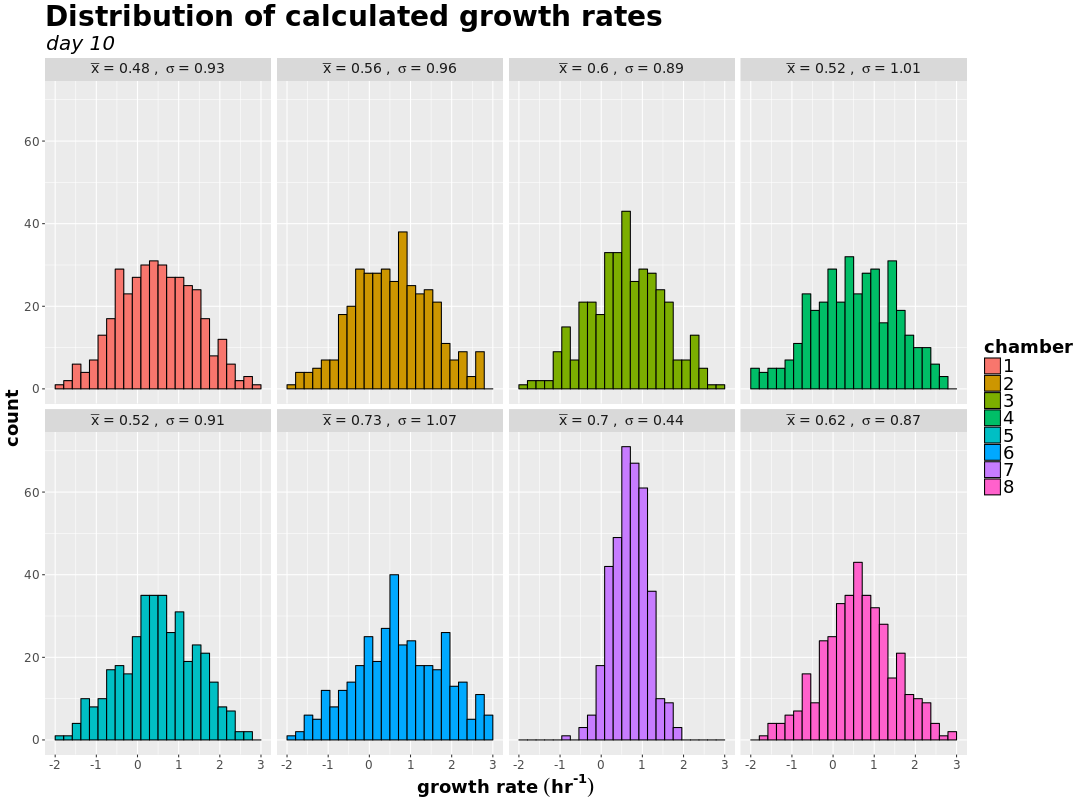 Distribution of calculated growth rates
day 10
x̅ = 0.48 , σ = 0.93
x̅ = 0.56 , σ = 0.96
x̅ = 0.6 , σ = 0.89
x̅ = 0.52 , σ = 1.01
60
40
20
0
count
x̅ = 0.52 , σ = 0.91
x̅ = 0.73 , σ = 1.07
x̅ = 0.7 , σ = 0.44
x̅ = 0.62 , σ = 0.87
60
40
20
0
-2 -1 0 1 2 3
-2 -1 0 1 2 3
-2 -1 0 1 2 3
-2 -1 0 1 2 3
growth rate (hr⁻¹)
chamber
1
2
3
4
5
6
7
8